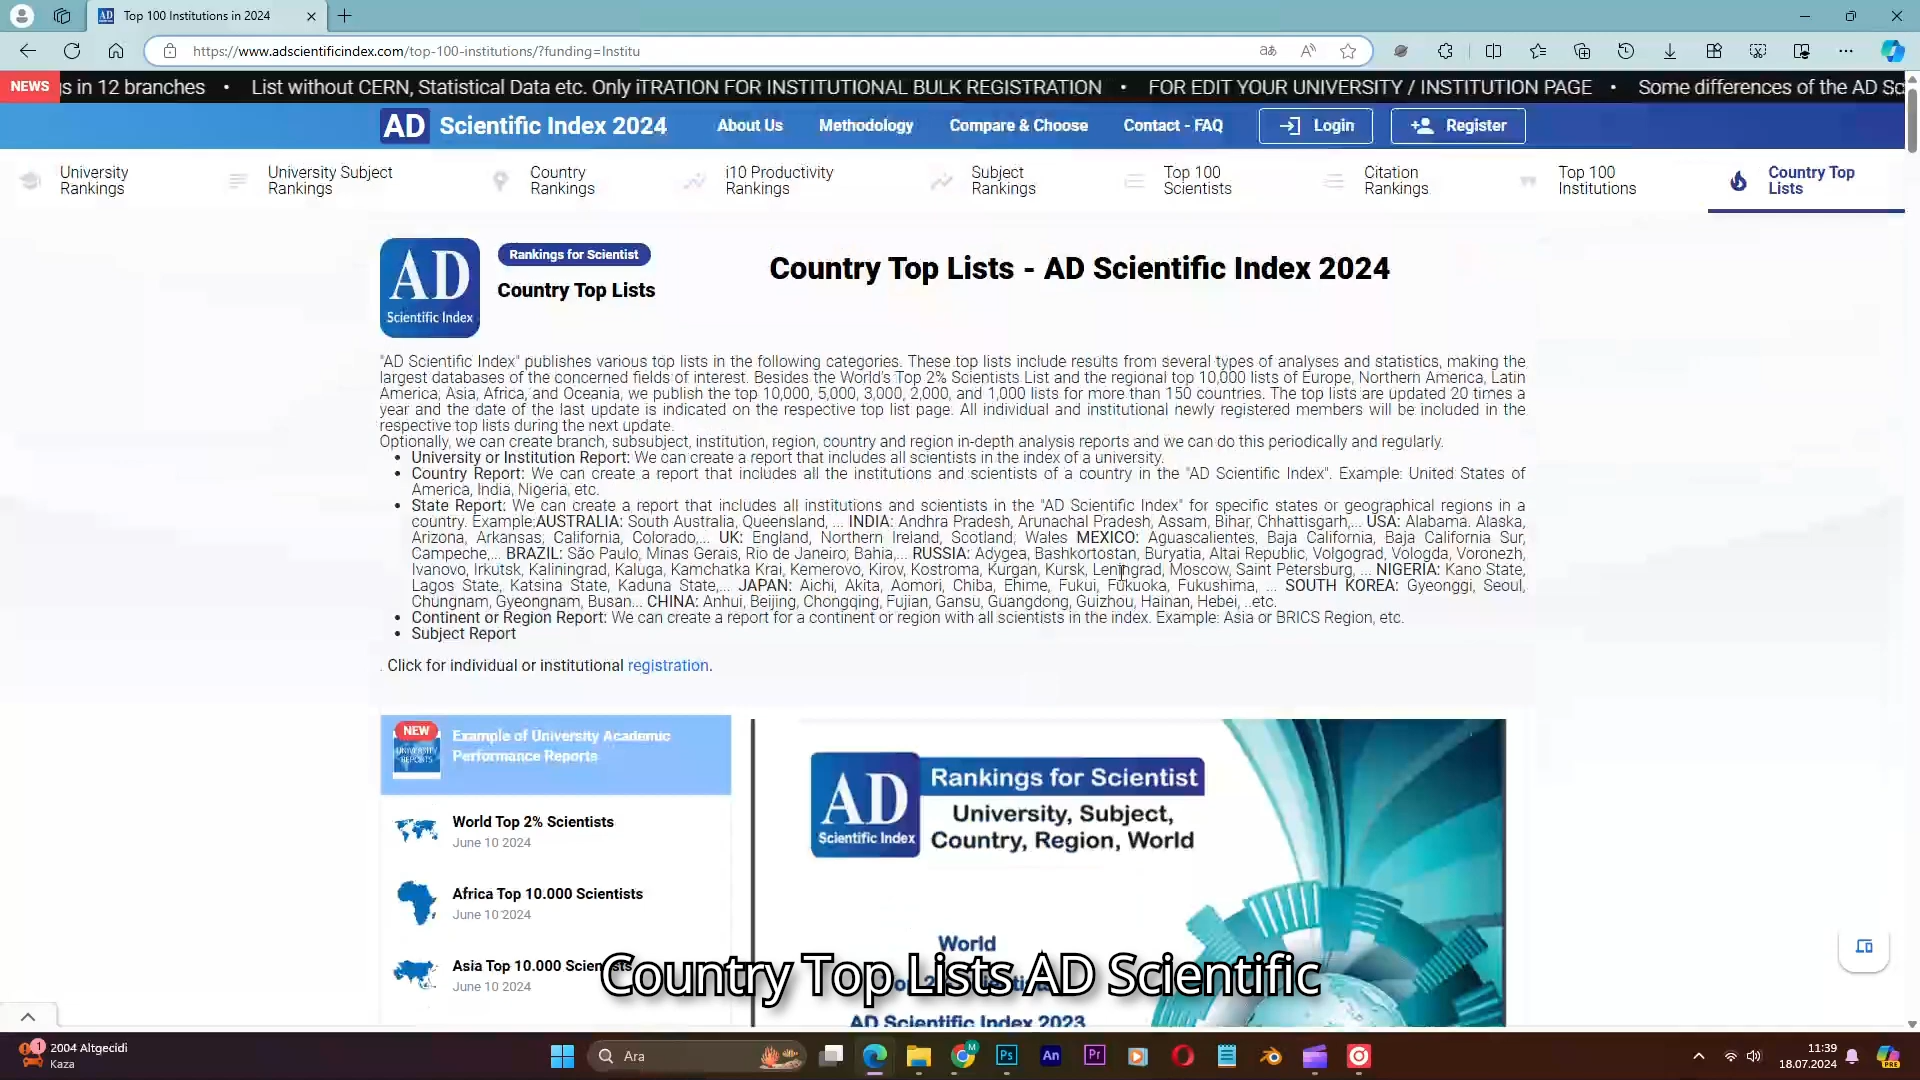 Top 100 Institutions in 2024
https://www.adscientificindex.com/top-100-institutions/?funding=Institu
NEWS
s in 12 branches • List without CERN, Statistical Data etc. Only iTRATION FOR INSTITUTIONAL BULK REGISTRATION • FOR EDIT YOUR UNIVERSITY / INSTITUTION PAGE • Some differences of the AD Sc
AD Scientific Index 2024 About Us Methodology Compare & Choose Contact - FAQ Login Register
University Rankings
University Subject Rankings
Country Rankings
i10 Productivity Rankings
Subject Rankings
Top 100 Scientists
Citation Rankings
Top 100 Institutions
Country Top Lists
AD
Scientific Index
Rankings for Scientist
Country Top Lists
Country Top Lists - AD Scientific Index 2024
"AD Scientific Index" publishes various top lists in the following categories. These top lists include results from several types of analyses and statistics, making the
largest databases of the concerned fields of interest. Besides the World's Top 2% Scientists List and the regional top 10,000 lists of Europe, Northern America, Latin
America, Asia, Africa, and Oceania, we publish the top 10,000, 5,000, 3,000, 2,000, and 1,000 lists for more than 150 countries. The top lists are updated 20 times a
year and the date of the last update is indicated on the respective top list page. All individual and institutional newly registered members will be included in the
respective top lists during the next update.
Optionally, we can create branch, subsubject, institution, region, country and region in-depth analysis reports and we can do this periodically and regularly.
• University or Institution Report: We can create a report that includes all scientists in the index of a university.
• Country Report: We can create a report that includes all the institutions and scientists of a country in the "AD Scientific Index". Example: United States of
America, India, Nigeria, etc.
• State Report: We can create a report that includes all institutions and scientists in the "AD Scientific Index" for specific states or geographical regions in a
country. Example:AUSTRALIA: South Australia, Queensland, ... INDIA: Andhra Pradesh, Arunachal Pradesh, Assam, Bihar, Chhattisgarh,... USA: Alabama. Alaska,
Arizona, Arkansas, California, Colorado,... UK: England, Northern Ireland, Scotland, Wales MEXICO: Aguascalientes, Baja California, Baja California Sur,
Campeche,... BRAZIL: São Paulo, Minas Gerais, Rio de Janeiro, Bahia,... RUSSIA: Adygea, Bashkortostan, Buryatia, Altai Republic, Volgograd, Vologda, Voronezh,
Ivanovo, Irkutsk, Kaliningrad, Kaluga, Kamchatka Krai, Kemerovo, Kirov, Kostroma, Kurgan, Kursk, Leningrad, Moscow, Saint Petersburg, ... NIGERIA: Kano State,
Lagos State, Katsina State, Kaduna State,... JAPAN: Aichi, Akita, Aomori, Chiba, Ehime, Fukui, Fukuoka, Fukushima, ... SOUTH KOREA: Gyeonggi, Seoul,
Chungnam, Gyeongnam, Busan... CHINA: Anhui, Beijing, Chongqing, Fujian, Gansu, Guangdong, Guizhou, Hainan, Hebei, ..etc.
• Continent or Region Report: We can create a report for a continent or region with all scientists in the index. Example: Asia or BRICS Region, etc.
• Subject Report
. Click for individual or institutional registration.
NEW
UNIVERSITY
REPORTS
Example of University Academic
Performance Reports
World Top 2% Scientists
June 10 2024
Africa Top 10.000 Scientists
June 10 2024
Asia Top 10.000 Scientists
June 10 2024
AD
Scientific Index
Rankings for Scientist
University, Subject,
Country, Region, World
World
AD Scientific Index 2023
Country Top Lists AD Scientific
1
2004 Altgecidi
Kaza
Ara
M
Ps
An
Pr
11:39
18.07.2024
PRE